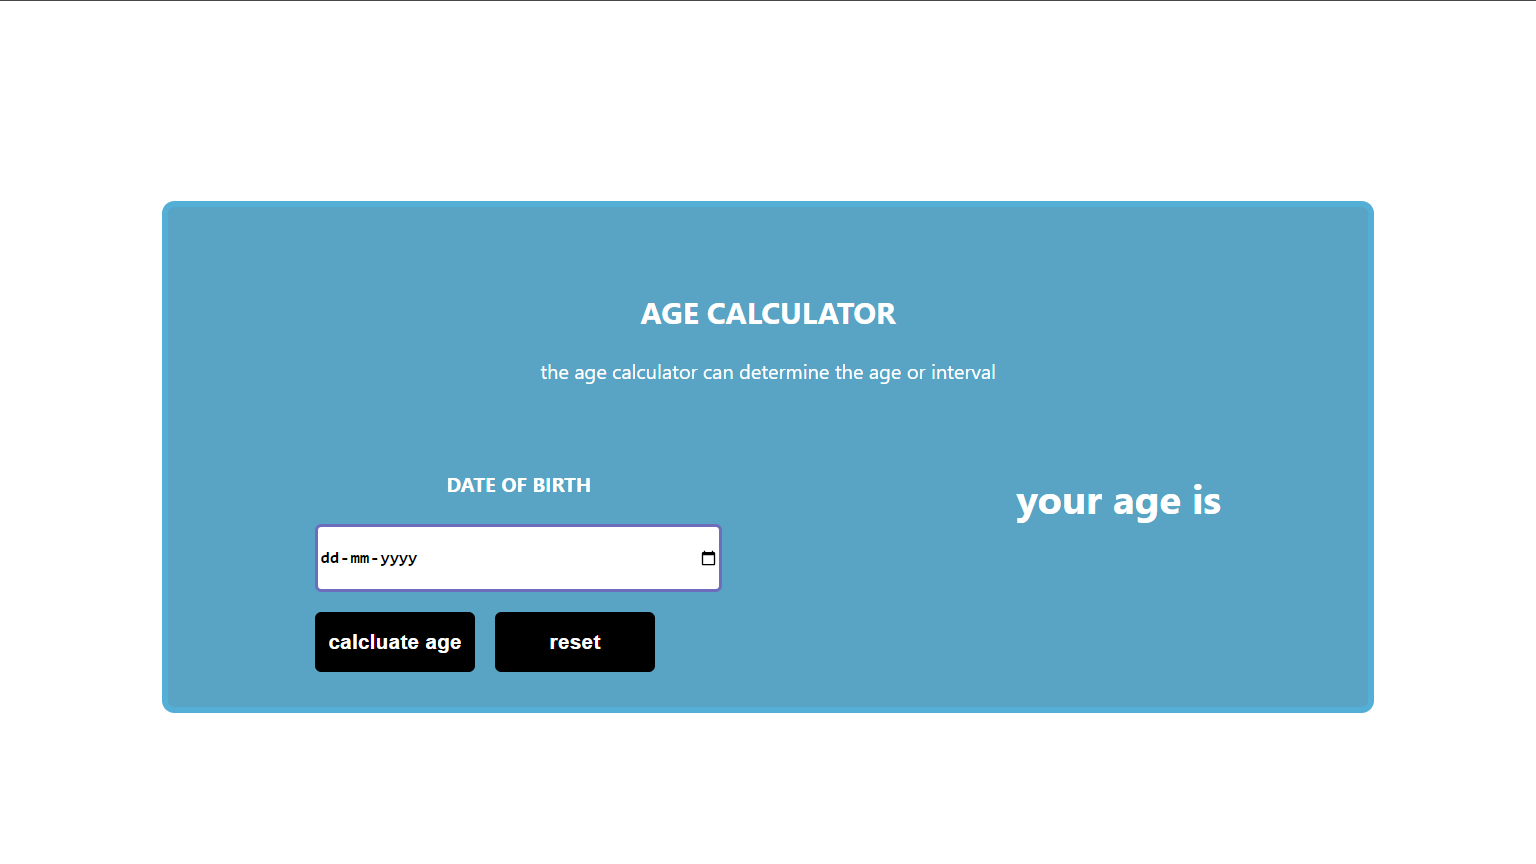 AGE CALCULATOR
the age calculator can determine the age or interval
DATE OF BIRTH
your age is
dd-mm-yyyy
calcluate age
reset